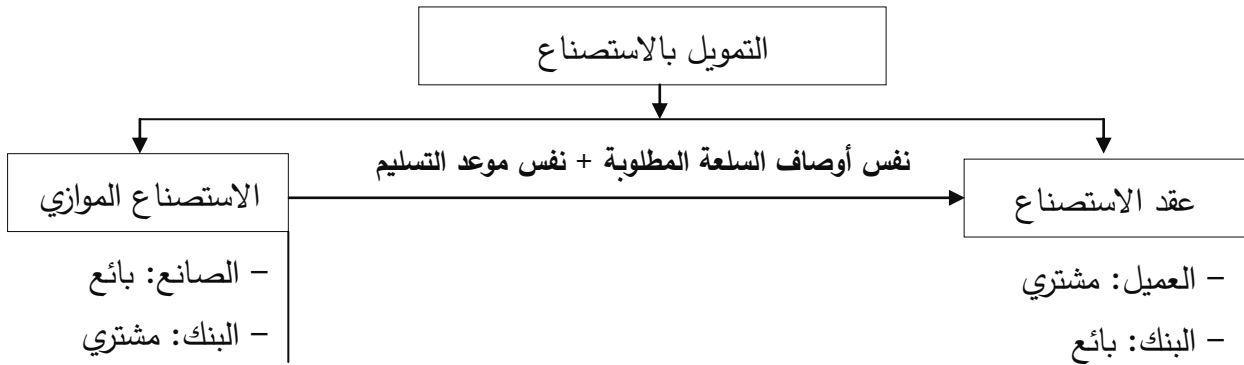 التمويل بالاستصناع
نفس أوصاف السلعة المطلوبة + نفس موعد التسليم
عقد الاستصناع
– العميل: مشتري
– البنك: بائع
الاستصناع الموازي
– الصانع: بائع
– البنك: مشتري